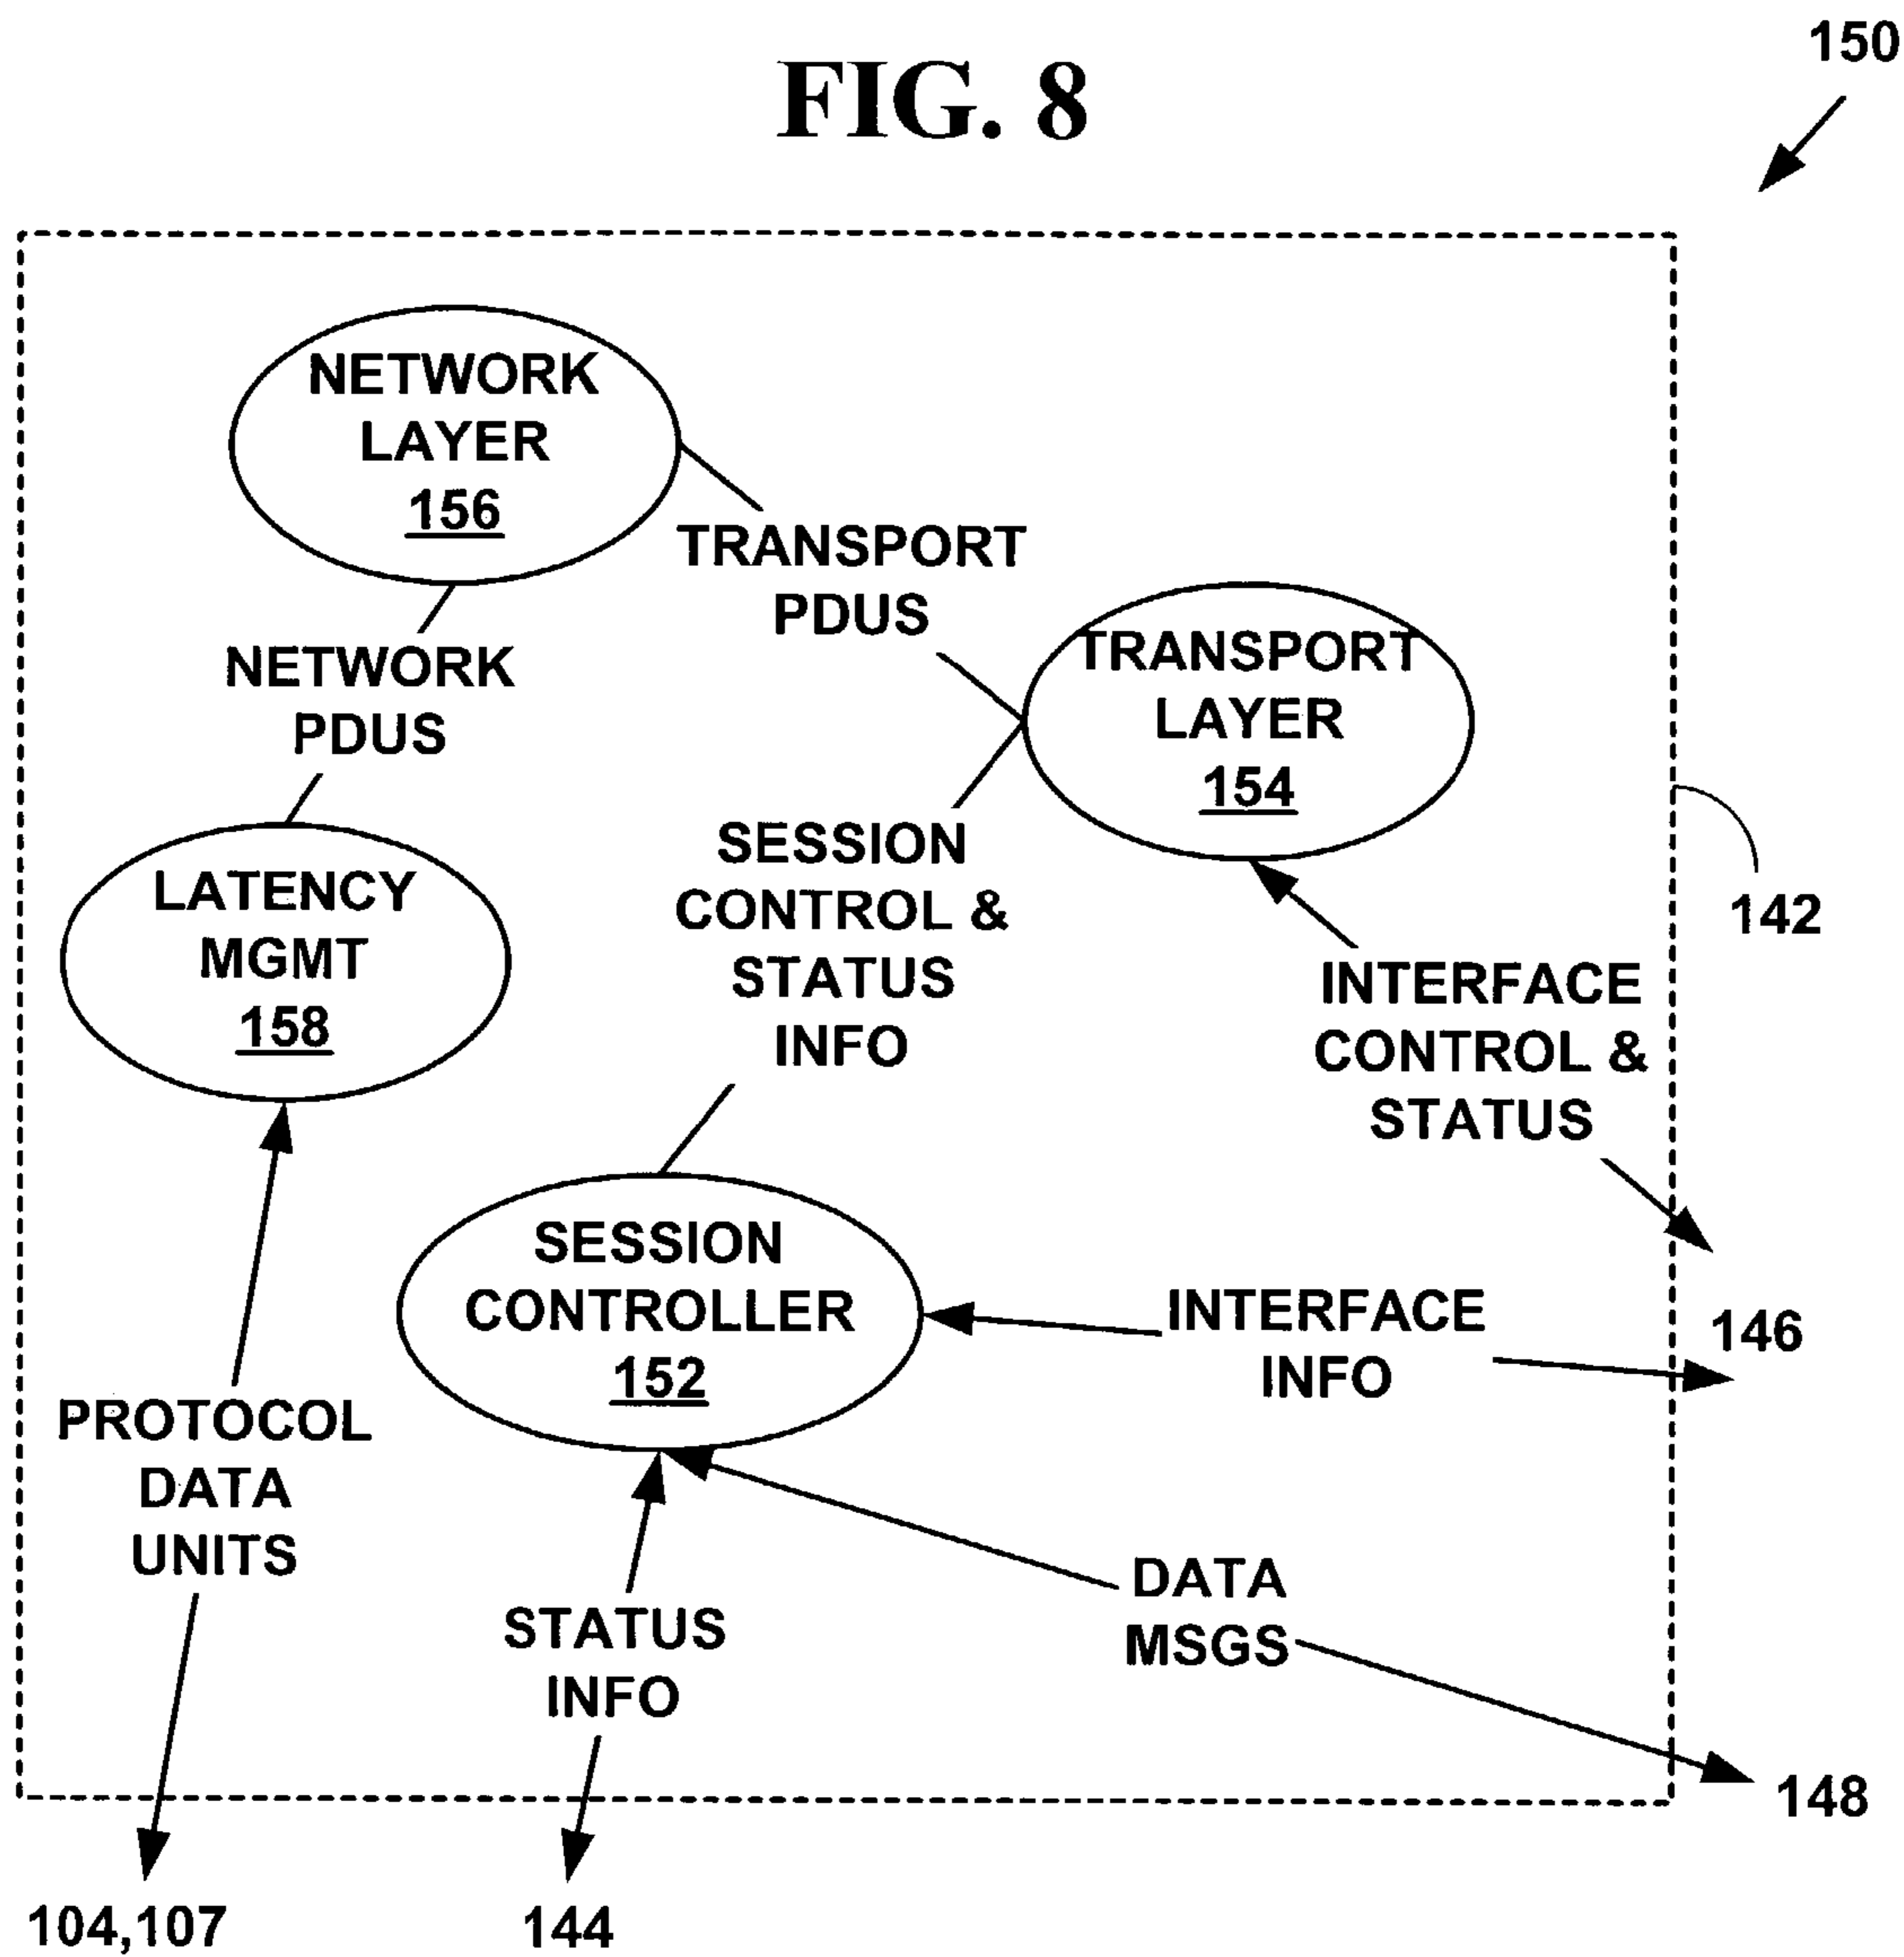 150
FIG. 8
NETWORK
LAYER
156
TRANSPORT
PDUS
NETWORK
PDUS
TRANSPORT
LAYER
154
SESSION
CONTROL &
STATUS
INFO
LATENCY
MGMT
158
142
INTERFACE
CONTROL &
STATUS
SESSION
CONTROLLER
152
INTERFACE
INFO
146
PROTOCOL
DATA
UNITS
STATUS
INFO
DATA
MSGS
148
104,107
144